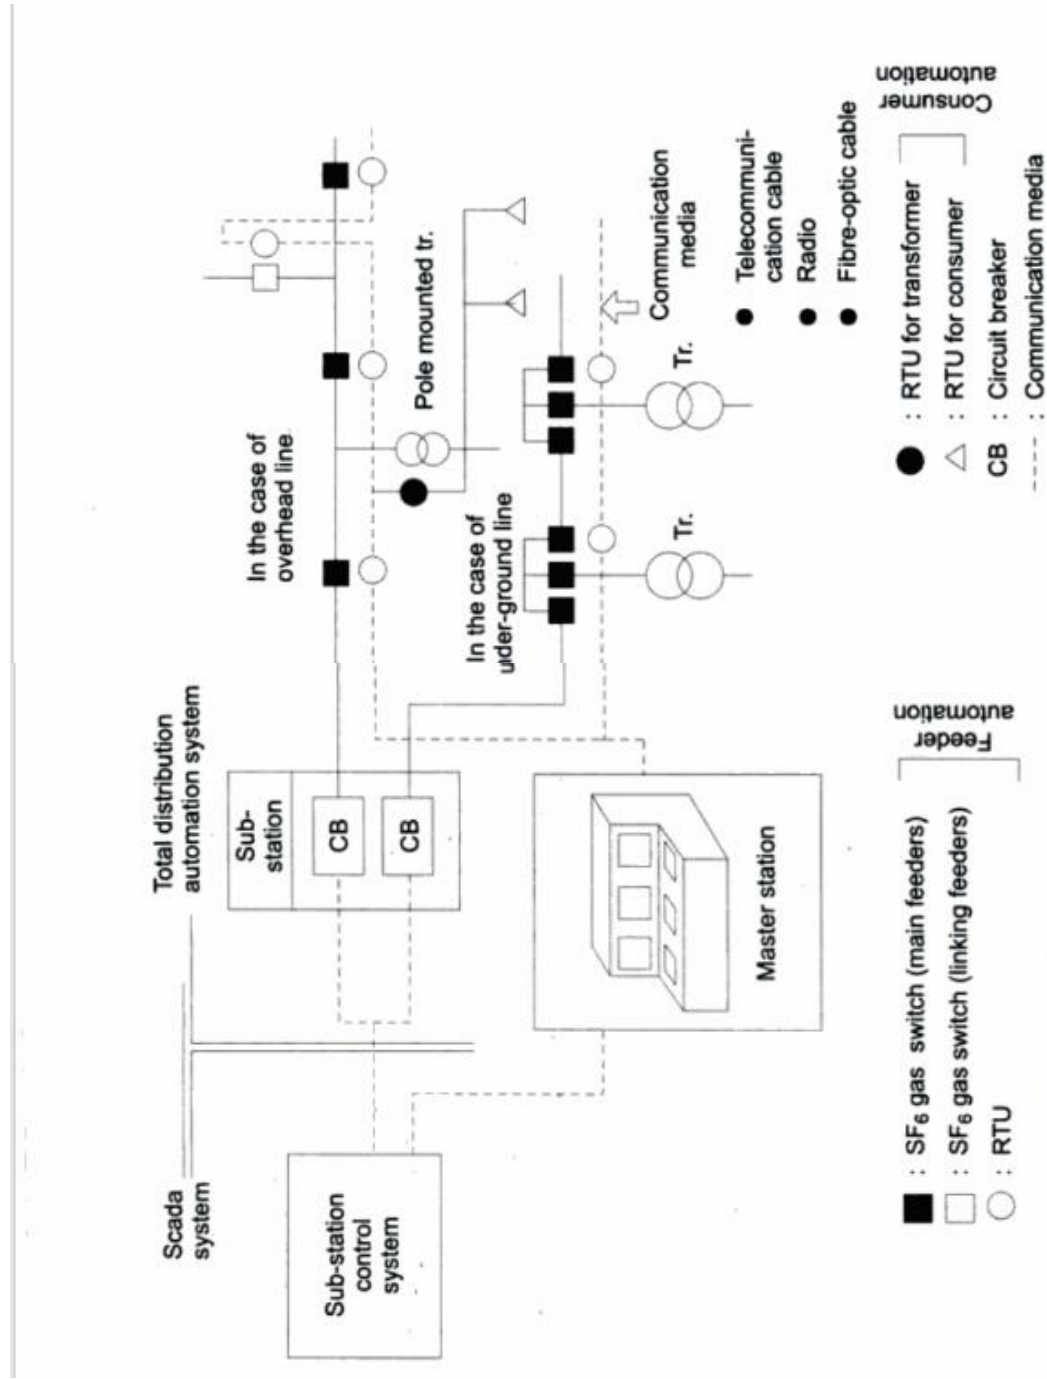 Scada
system
Total distribution
automation system
Sub-station
control
system
Sub-
station
CB
CB
Master station
In the case of
overhead line
Pole mounted tr.
In the case of
uder-ground line
Tr.
Tr.
Communication
media
Telecommuni-
cation cable
Radio
Fibre-optic cable
: SF6 gas switch (main feeders)
: SF6 gas switch (linking feeders)
: RTU
Feeder
automation
: RTU for transformer
: RTU for consumer
CB : Circuit breaker
: Communication media
Consumer
automation